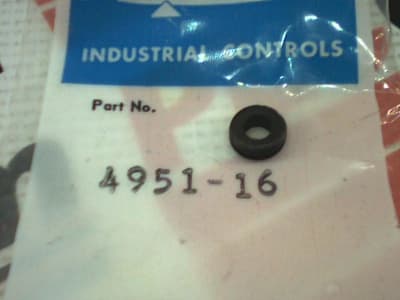 INDUSTRIAL CONTROLS
Part No.
4951-16